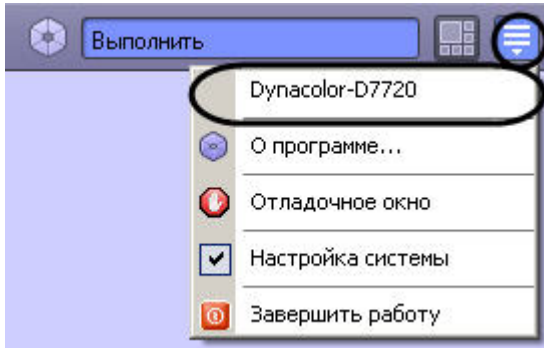 Выполнить
Dynacolor-D7720
О программе...
Отладочное окно
Настройка системы
Завершить работу